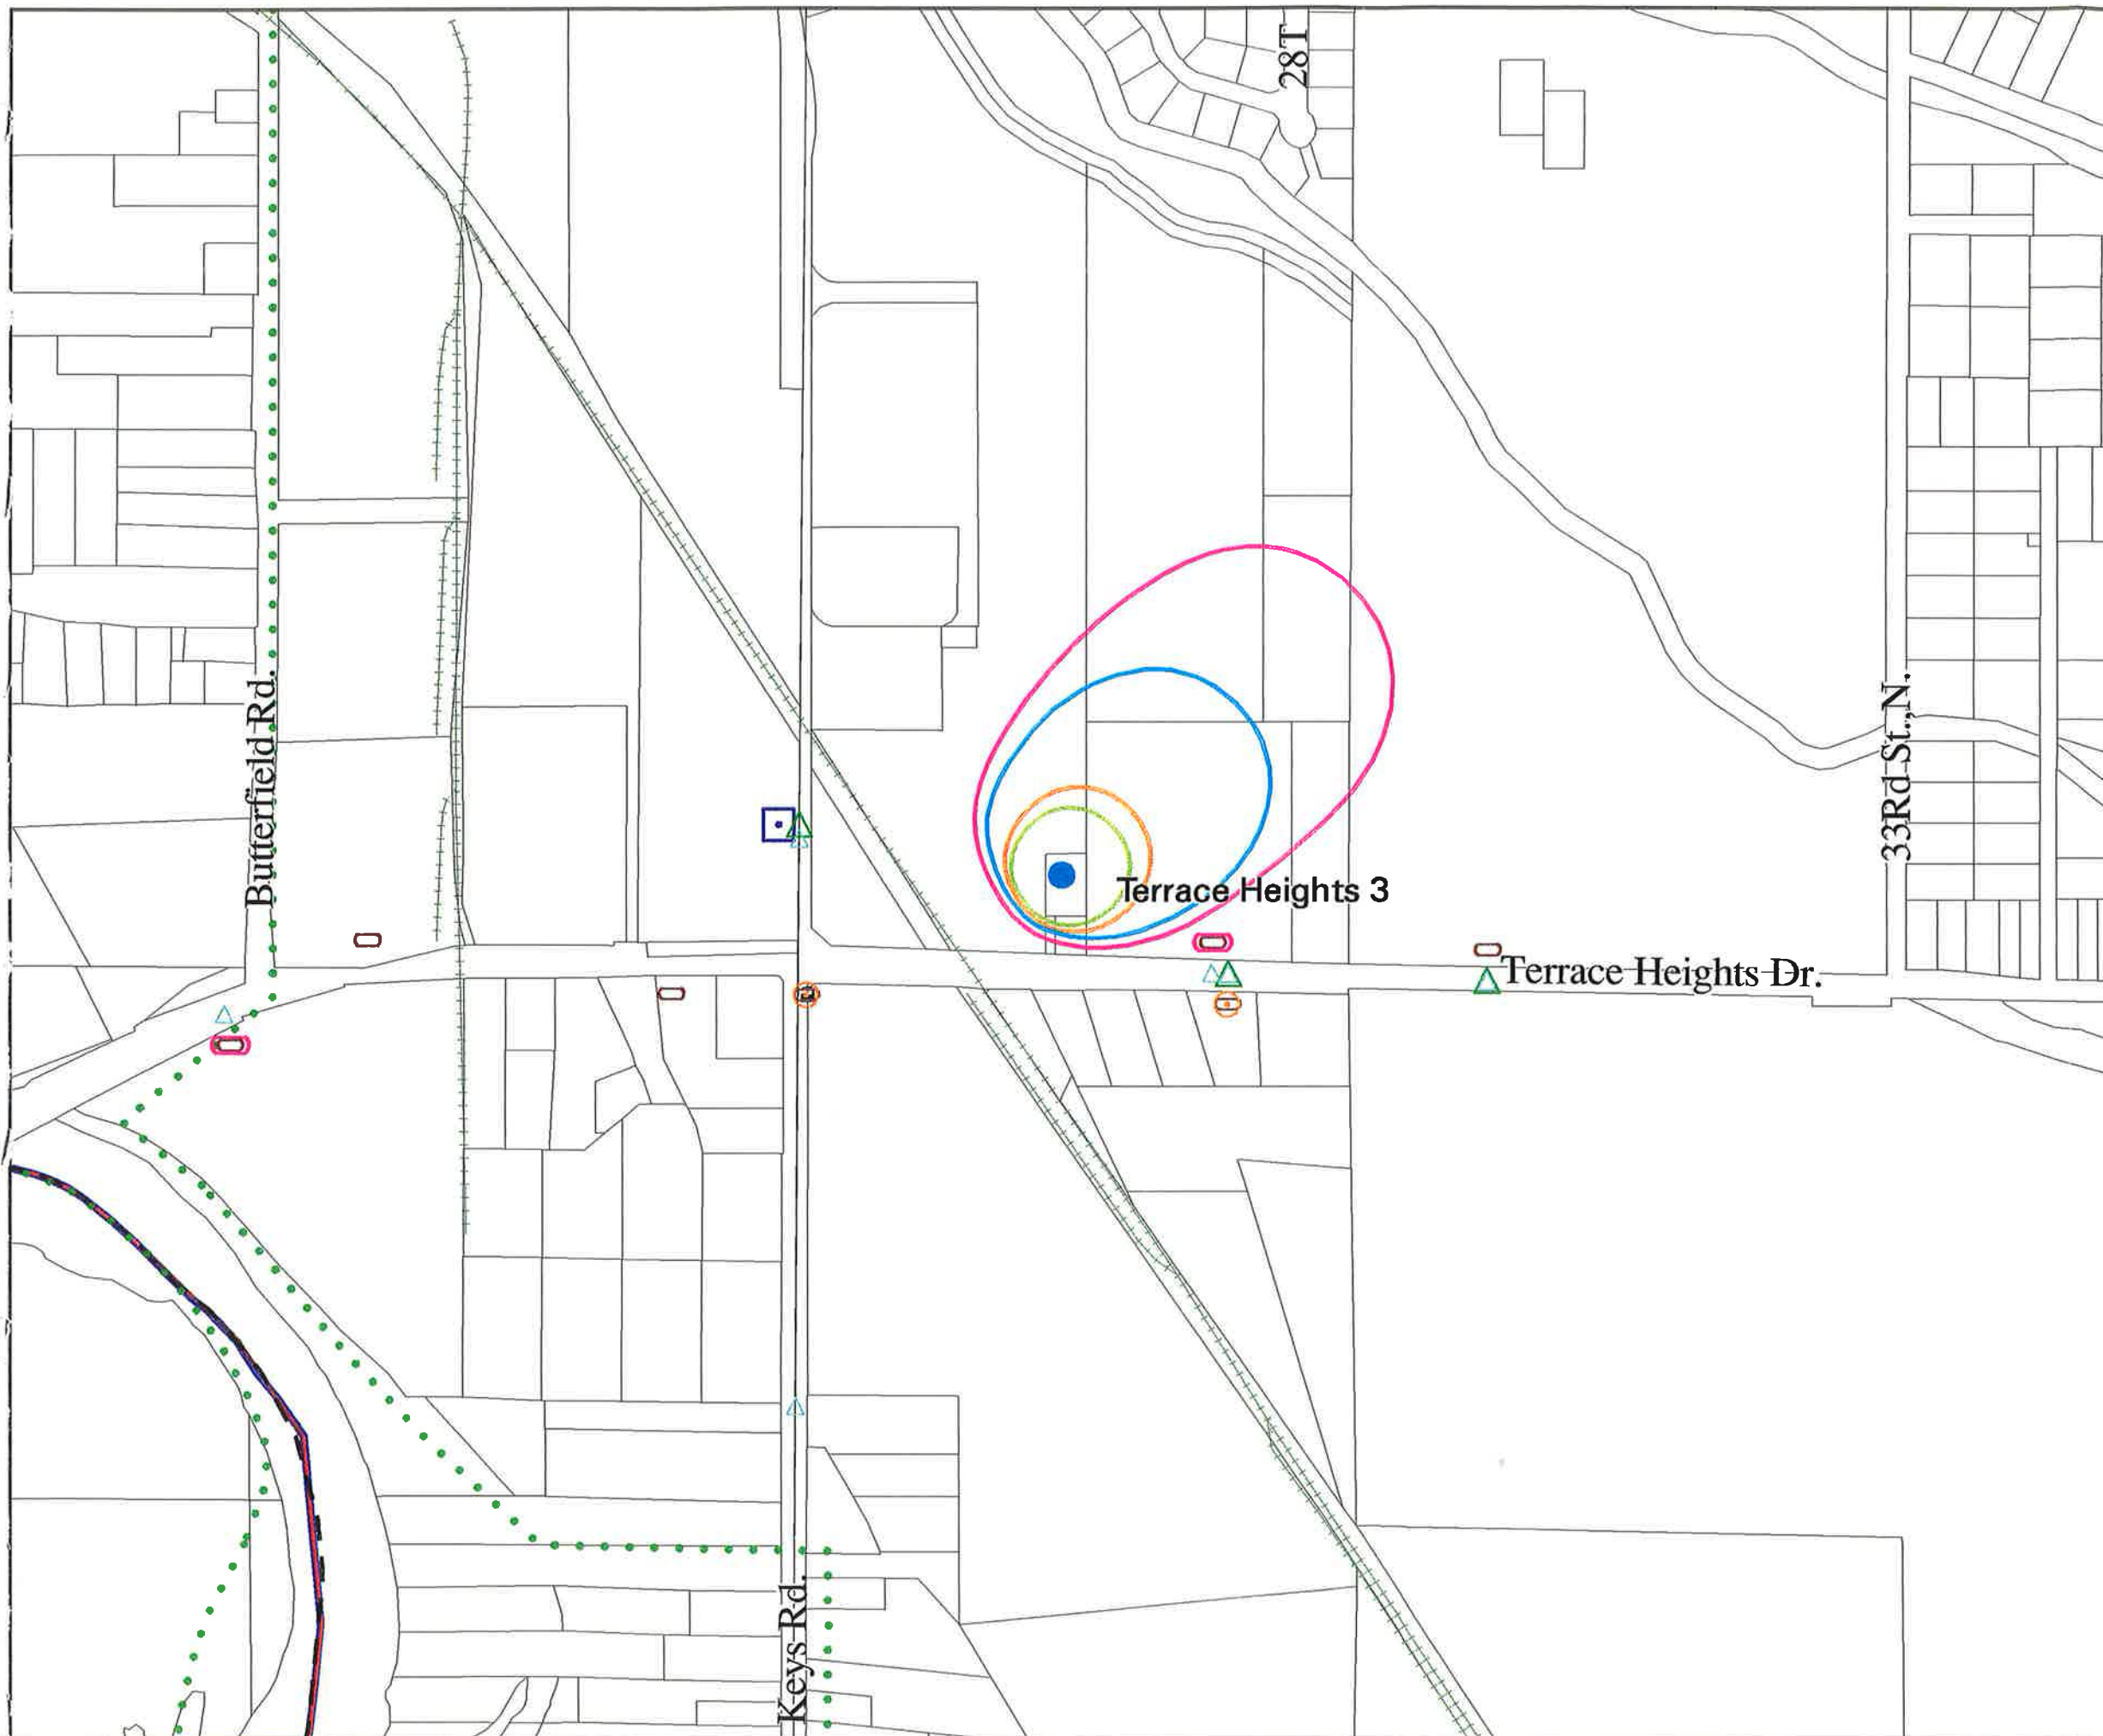 28T
Butterfield Rd.
33Rd St., N.
Terrace Heights 3
Terrace Heights Dr.
Keys Rd.